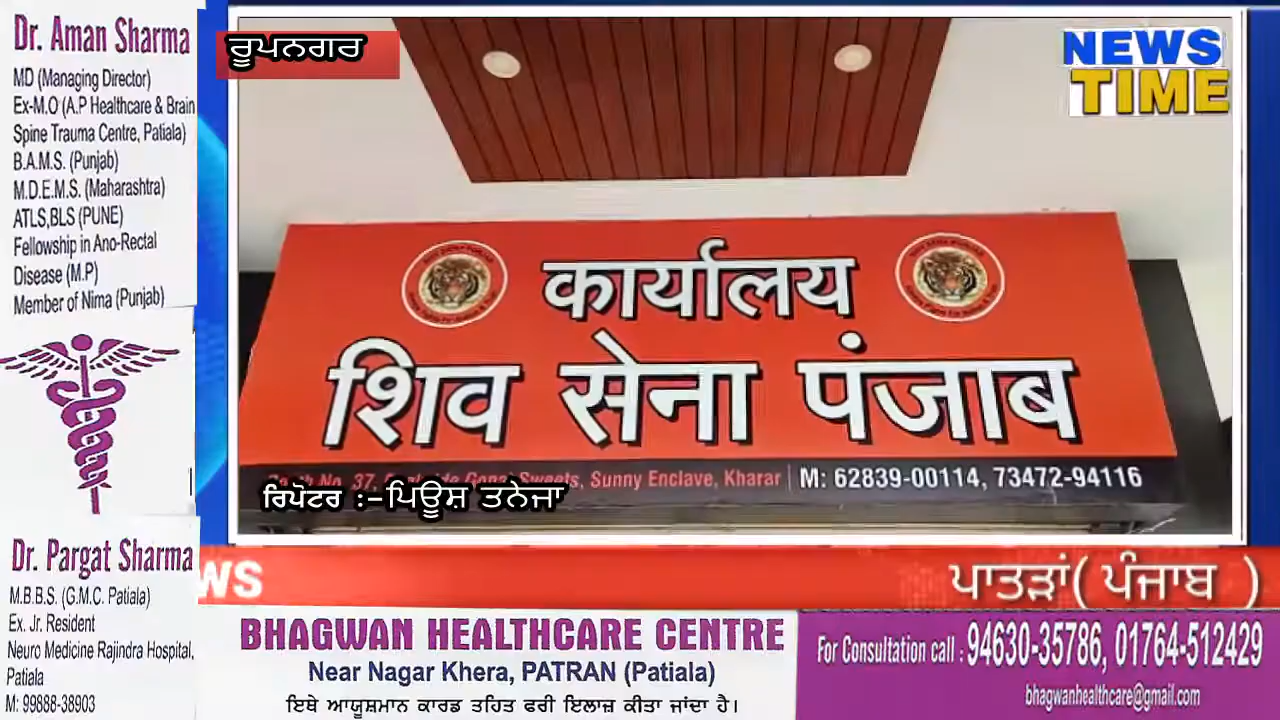 Dr. Aman Sharma
MD (Managing Director)
Ex-M.O (A.P Healthcare & Brain
Spine Trauma Centre, Patiala)
B.A.M.S. (Punjab)
M.D.E.M.S. (Maharashtra)
ATLS,BLS (PUNE)
Fellowship in Ano-Rectal
Disease (M.P)
Member of Nima (Punjab)
Dr. Pargat Sharma
M.B.B.S. (G.M.C. Patiala)
Ex. Jr. Resident
Neuro Medicine Rajindra Hospital,
Patiala
M: 99888-38903
ਰੂਪਨਗਰ
NEWS
TIME
कार्यालय
शिव सेना पंजाब
No. 37, Sweets, Sunny Enclave, Kharar M: 62839-00114, 73472-94116
ਰਿਪੋਟਰ :-ਪਿਊਸ਼ ਤਨੇਜਾ
WS
ਪਾਤੜਾਂ( ਪੰਜਾਬ )
BHAGWAN HEALTHCARE CENTRE
Near Nagar Khera, PATRAN (Patiala)
ਇਥੇ ਆਯੂਸ਼ਮਾਨ ਕਾਰਡ ਤਹਿਤ ਫਰੀ ਇਲਾਜ਼ ਕੀਤਾ ਜਾਂਦਾ ਹੈ।
For Consultation call : 94630-35786, 01764-512429
bhagwanhealthcare@gmail.com